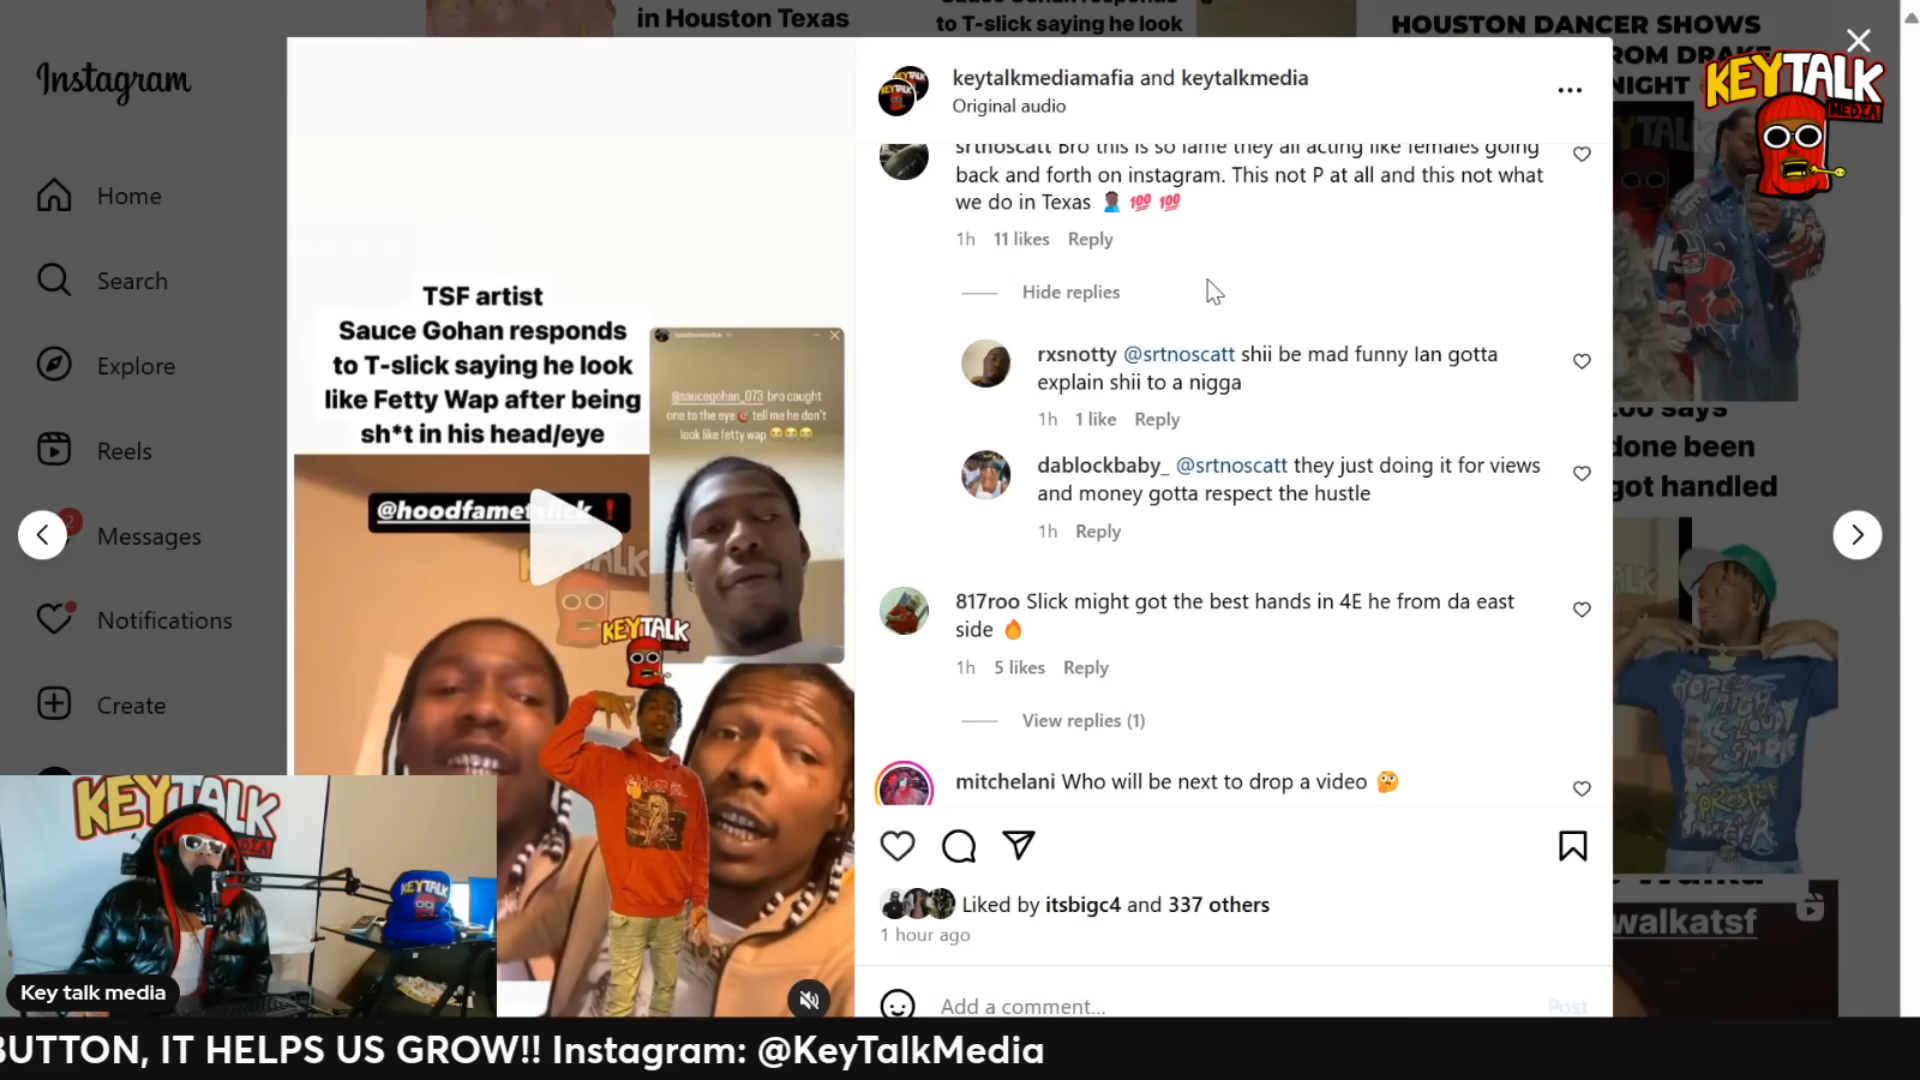 in Houston Texas
to T-slick saying he look
HOUSTON DANCER SHOWS
ROM DRAKE
NIGHT
Instagram
Home
Search
Explore
Reels
2
Messages
Notifications
Create
TSF artist
Sauce Gohan responds
to T-slick saying he look
like Fetty Wap after being
sh*t in his head/eye
@saucegohan_073 bro caught
one to the eye tell me he don't
look like fetty wap 😂😂😂
KEYTALK
keytalkmediamafia and keytalkmedia
Original audio
srtnoscatt Bro this is so lame they all acting like females going
back and forth on instagram. This not P at all and this not what
we do in Texas 🤦🏿‍♂️ 💯 💯
1h 11 likes Reply
Hide replies
rxsnotty @srtnoscatt shii be mad funny Ian gotta
explain shii to a nigga
1h 1 like Reply
dablockbaby_ @srtnoscatt they just doing it for views
and money gotta respect the hustle
1h Reply
817roo Slick might got the best hands in 4E he from da east
side 🔥
1h 5 likes Reply
View replies (1)
mitchelani Who will be next to drop a video 🤔
Liked by itsbigc4 and 337 others
1 hour ago
Add a comment...
Post
KEYTALK
MEDIA
done been
got handled
walkatsf
KEYTALK
KEYTALK
Key talk media
BUTTON, IT HELPS US GROW!! Instagram: @KeyTalkMedia